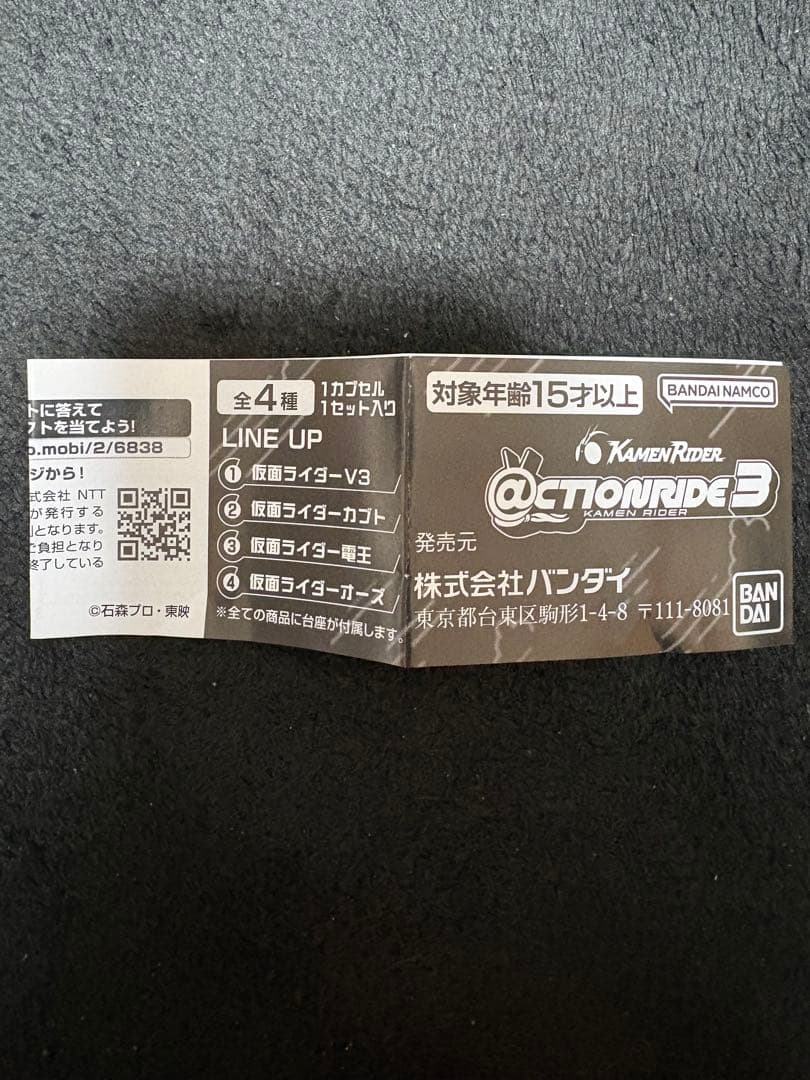 トに答えて
フトを当てよう!
o.mobi/2/6838
ジから!
式会社 NTT
が発行する
となります。
ご負担となり
終了している
©石森プロ・東映
全4種
1カプセル
1セット入り
LINE UP
1 仮面ライダーV3
2 仮面ライダーカブト
3 仮面ライダー電王
4 仮面ライダーオーズ
※全ての商品に台座が付属します。
対象年齢15才以上
BANDAI NAMCO
KAMEN RIDER
@CTIONRIDE 3
KAMEN RIDER
発売元
株式会社バンダイ
東京都台東区駒形1-4-8 〒111-8081
BAN
DAI